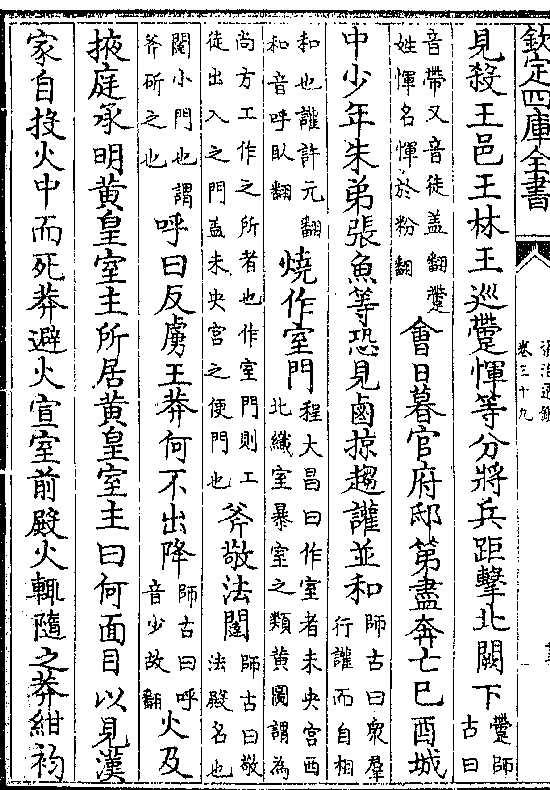 欽定四庫全書
卷三十九
見殺王邑王林王巡䠠惲等分將兵距擊北闕下
䠠師
古曰
音帶又音徒盖翻䠠
姓惲名惲於粉翻
會日暮官府邸第盡奔亡己酉城
中少年朱弟張魚等恐見鹵掠趨讙並和
師古曰衆羣
行讙而自相
和也讙許元翻
和音呼臥翻
燒作室門
程大昌曰作室者未央宫西
北織室暴室之類黄圖謂為
尚方工作之所者也作室門則工
徒出入之門盖未央宫之便門也
斧敬法闥
師古曰敬
法殿名也
闥小門也謂
斧斫之也
呼曰反虜王莽何不出降
師古曰呼
音少故翻
火及
掖庭承明黄皇室主所居黄皇室主曰何面目以見漢
家自投火中而死莽避火宣室前殿火輒隨之莽紺袀